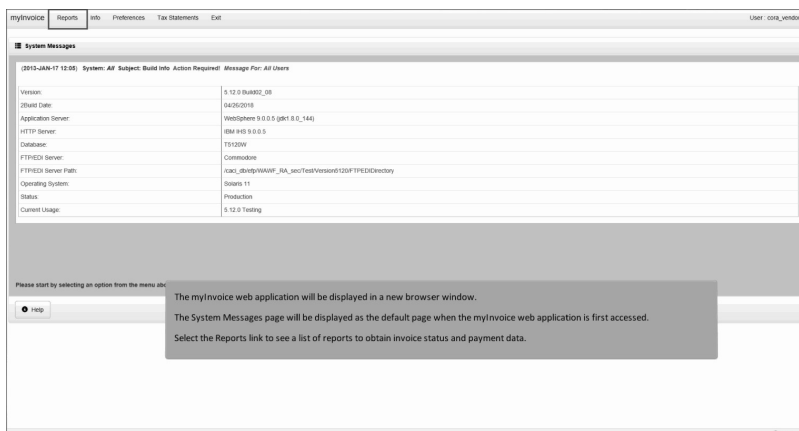 myInvoice Reports Info Preferences Tax Statements Exit User : cora_vendor
System Messages
(2013-JAN-17 12:05) System: All Subject: Build Info Action Required! Message For: All Users
Version: 5.12.0 Build02_08
2Build Date: 04/26/2018
Application Server: WebSphere 9.0.0.5 (jdk1.8.0_144)
HTTP Server: IBM IHS 9.0.0.5
Database: T5120W
FTP/EDI Server: Commodore
FTP/EDI Server Path: /caci_db/efp/WAWF_RA_sec/Test/Version5120/FTPEDIDirectory
Operating System: Solaris 11
Status: Production
Current Usage: 5.12.0 Testing
Please start by selecting an option from the menu abo
Help
The myInvoice web application will be displayed in a new browser window.
The System Messages page will be displayed as the default page when the myInvoice web application is first accessed.
Select the Reports link to see a list of reports to obtain invoice status and payment data.